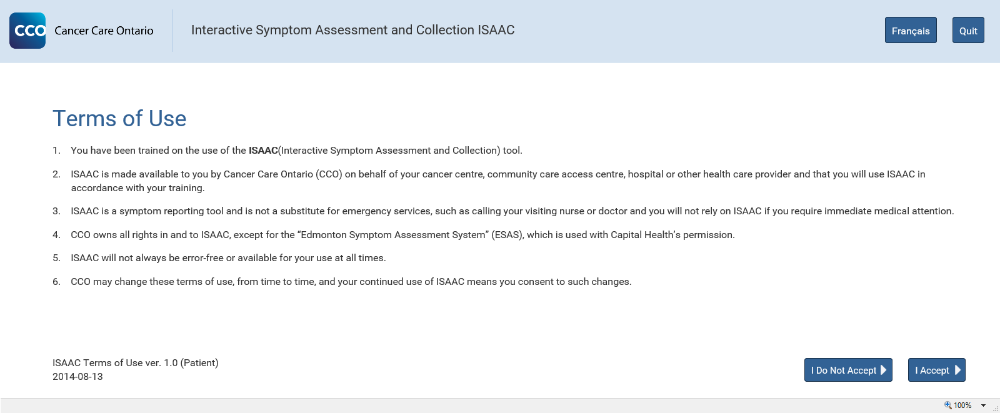 CCO Cancer Care Ontario
Interactive Symptom Assessment and Collection ISAAC
Français
Quit
Terms of Use
1. You have been trained on the use of the ISAAC(Interactive Symptom Assessment and Collection) tool.
2. ISAAC is made available to you by Cancer Care Ontario (CCO) on behalf of your cancer centre, community care access centre, hospital or other health care provider and that you will use ISAAC in
accordance with your training.
3. ISAAC is a symptom reporting tool and is not a substitute for emergency services, such as calling your visiting nurse or doctor and you will not rely on ISAAC if you require immediate medical attention.
4. CCO owns all rights in and to ISAAC, except for the “Edmonton Symptom Assessment System” (ESAS), which is used with Capital Health’s permission.
5. ISAAC will not always be error-free or available for your use at all times.
6. CCO may change these terms of use, from time to time, and your continued use of ISAAC means you consent to such changes.
ISAAC Terms of Use ver. 1.0 (Patient)
2014-08-13
I Do Not Accept
I Accept
100%